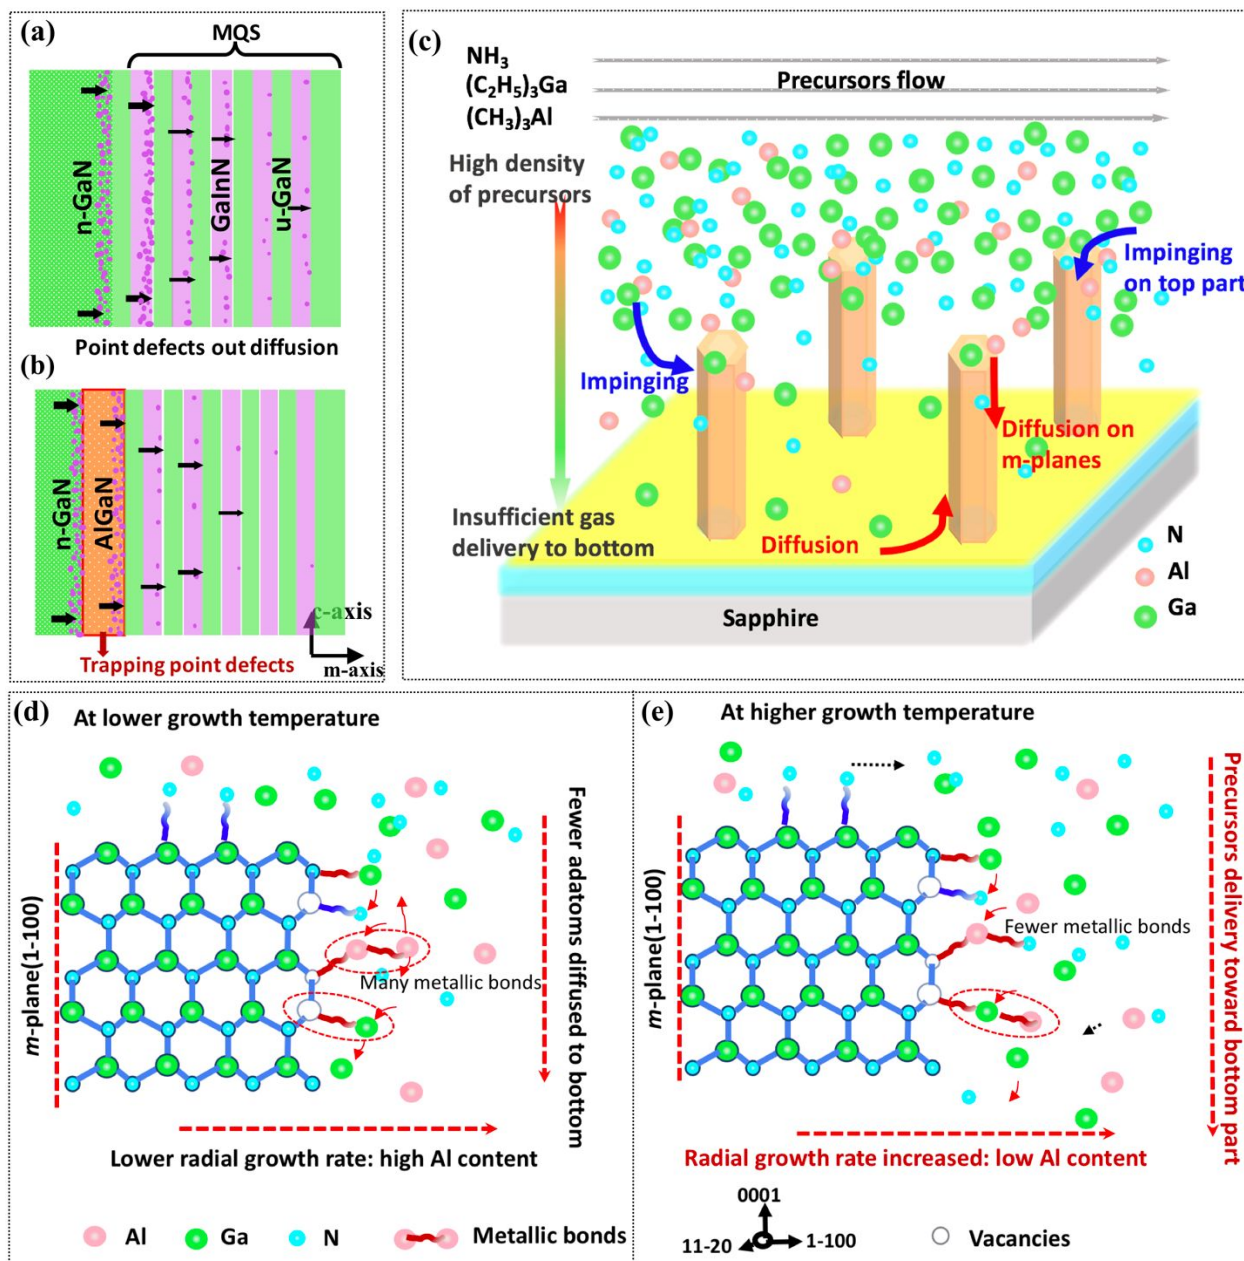 (a)
MQS
n-GaN
GaInN
u-GaN
Point defects out diffusion
(b)
n-GaN
AlGaN
c-axis
m-axis
Trapping point defects
(c)
NH3
(C2H5)3Ga
(CH3)3Al
Precursors flow
High density
of precursors
Impinging
on top part
Impinging
Diffusion on
m-planes
Insufficient gas
delivery to bottom
Diffusion
Sapphire
N
Al
Ga
(d)
At lower growth temperature
m-plane(1-100)
Many metallic bonds
Fewer adatoms diffused to bottom
Lower radial growth rate: high Al content
Al
Ga
N
Metallic bonds
(e)
At higher growth temperature
m-plane(1-100)
Fewer metallic bonds
Precursors delivery toward bottom part
Radial growth rate increased: low Al content
0001
11-20
1-100
Vacancies